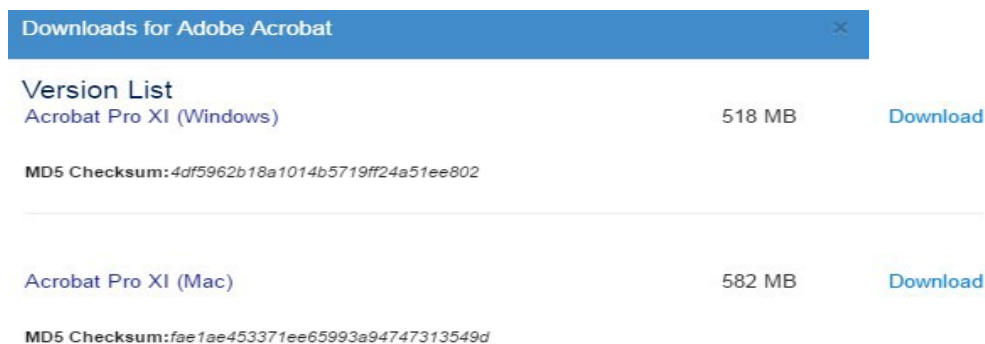 Downloads for Adobe Acrobat ×
Version List
Acrobat Pro XI (Windows) 518 MB Download
MD5 Checksum:4df5962b18a1014b5719ff24a51ee802
Acrobat Pro XI (Mac) 582 MB Download
MD5 Checksum:fae1ae453371ee65993a94747313549d